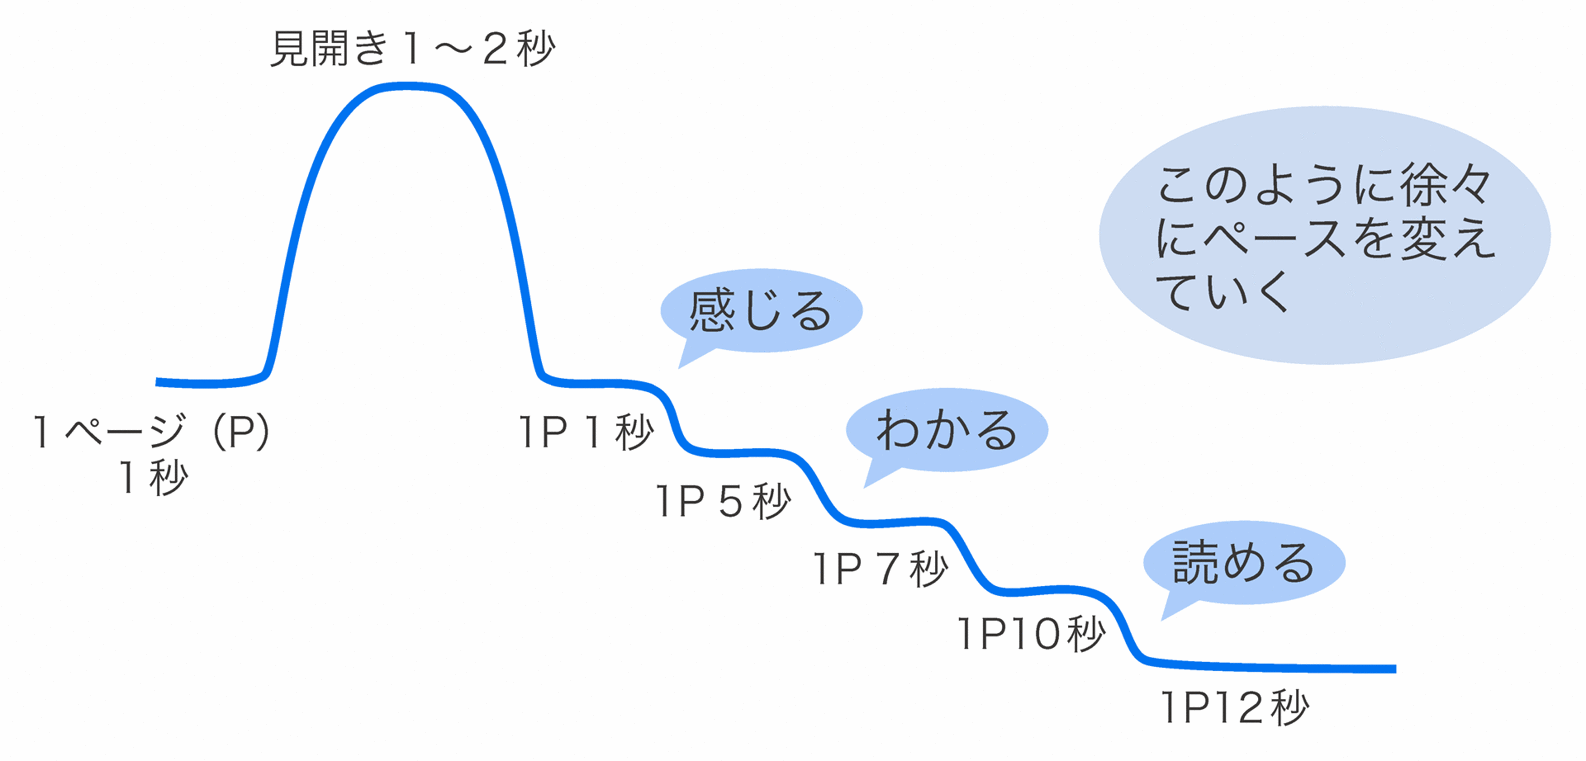 見開き１〜２秒
このように徐々
にペースを変え
ていく
感じる
１ページ（P）
１秒
1P１秒
わかる
1P５秒
1P７秒
読める
1P10秒
1P12秒